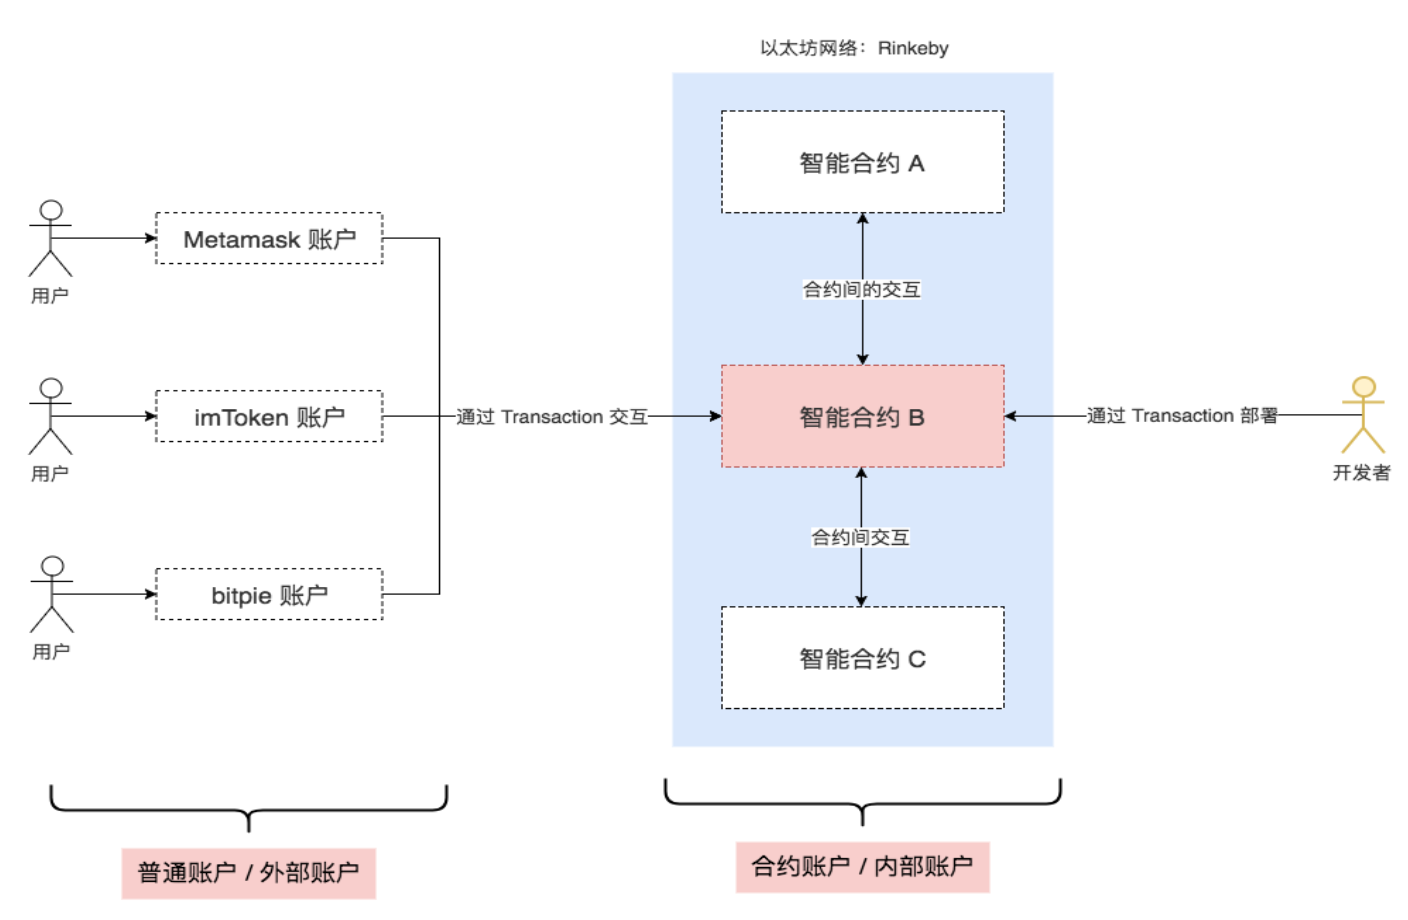 以太坊网络：Rinkeby
智能合约 A
Metamask 账户
用户
合约间的交互
imToken 账户
通过 Transaction 交互
智能合约 B
通过 Transaction 部署
用户
开发者
合约间交互
bitpie 账户
用户
智能合约 C
普通账户 / 外部账户
合约账户 / 内部账户